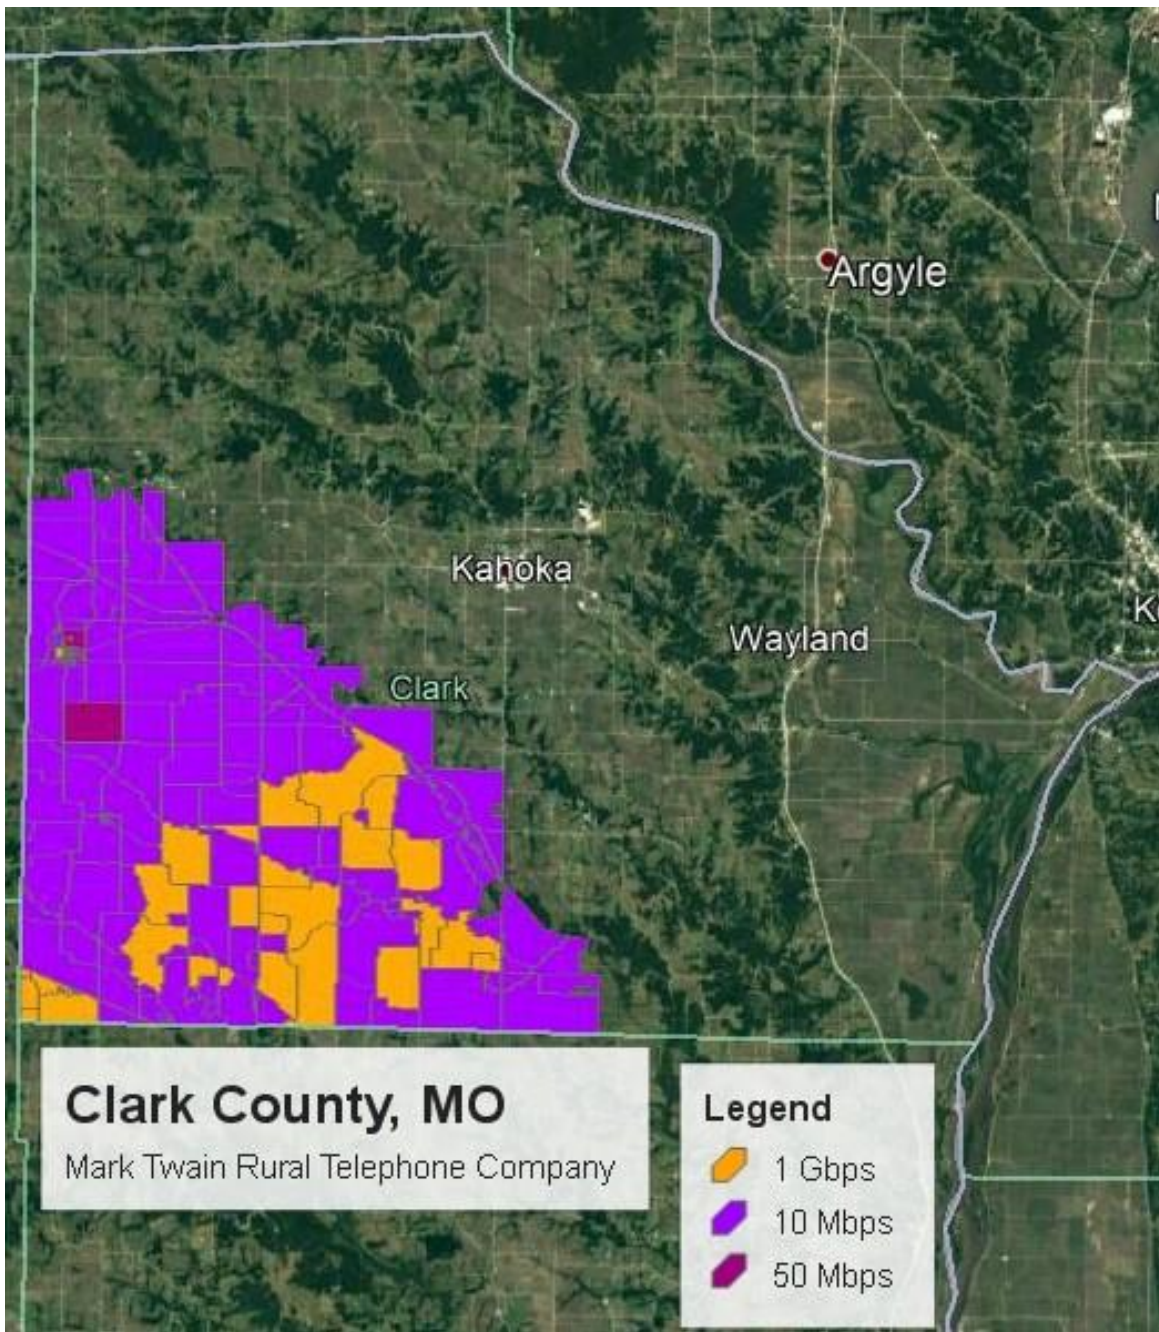 Argyle
Kahoka
Wayland
Clark
Clark County, MO
Mark Twain Rural Telephone Company
Legend
1 Gbps
10 Mbps
50 Mbps